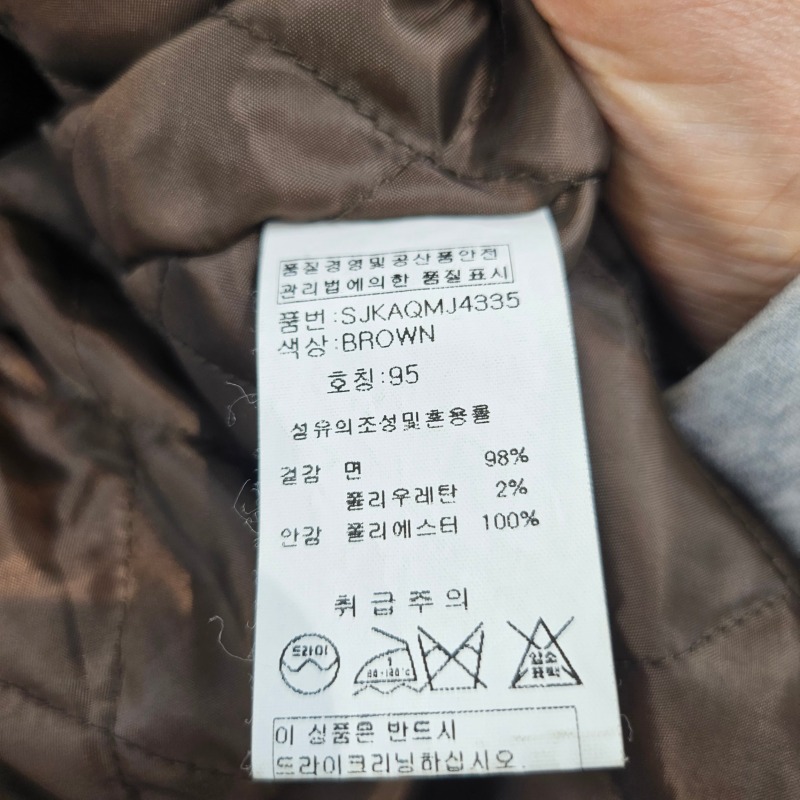 품질경영및공산품안전
관리법에의한 품질표시
품번:SJKAQMJ4335
색상:BROWN
호칭:95
섬유의조성및혼용률
겉감 면 98%
폴리우레탄 2%
안감 폴리에스터 100%
취급주의
드라이
1
80-120℃
염소
표백
이 상품은 반드시
드라이크리닝하십시오.